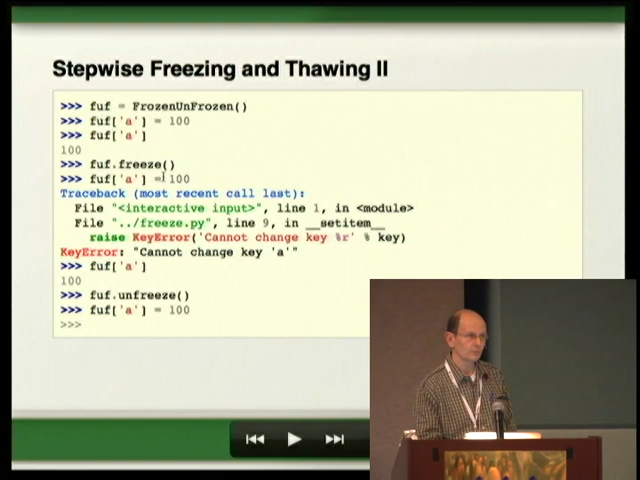 Stepwise Freezing and Thawing II
>>> fuf = FrozenUnFrozen()
>>> fuf['a'] = 100
>>> fuf['a']
100
>>> fuf.freeze()
>>> fuf['a'] = 100
Traceback (most recent call last):
File "<interactive input>", line 1, in <module>
File "../freeze.py", line 9, in __setitem__
raise KeyError('Cannot change key %r' % key)
KeyError: "Cannot change key 'a'"
>>> fuf['a']
100
>>> fuf.unfreeze()
>>> fuf['a'] = 100
>>>